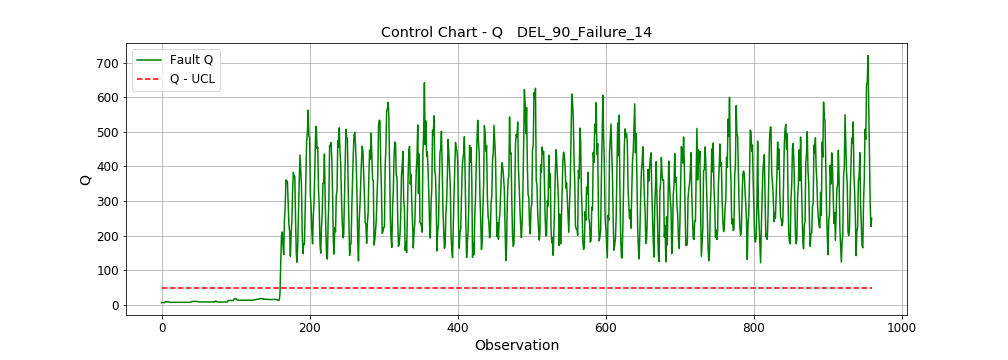 Control Chart - Q   DEL_90_Failure_14
Fault Q
Q - UCL
Q
700
600
500
400
300
200
100
0
0 200 400 600 800 1000
Observation